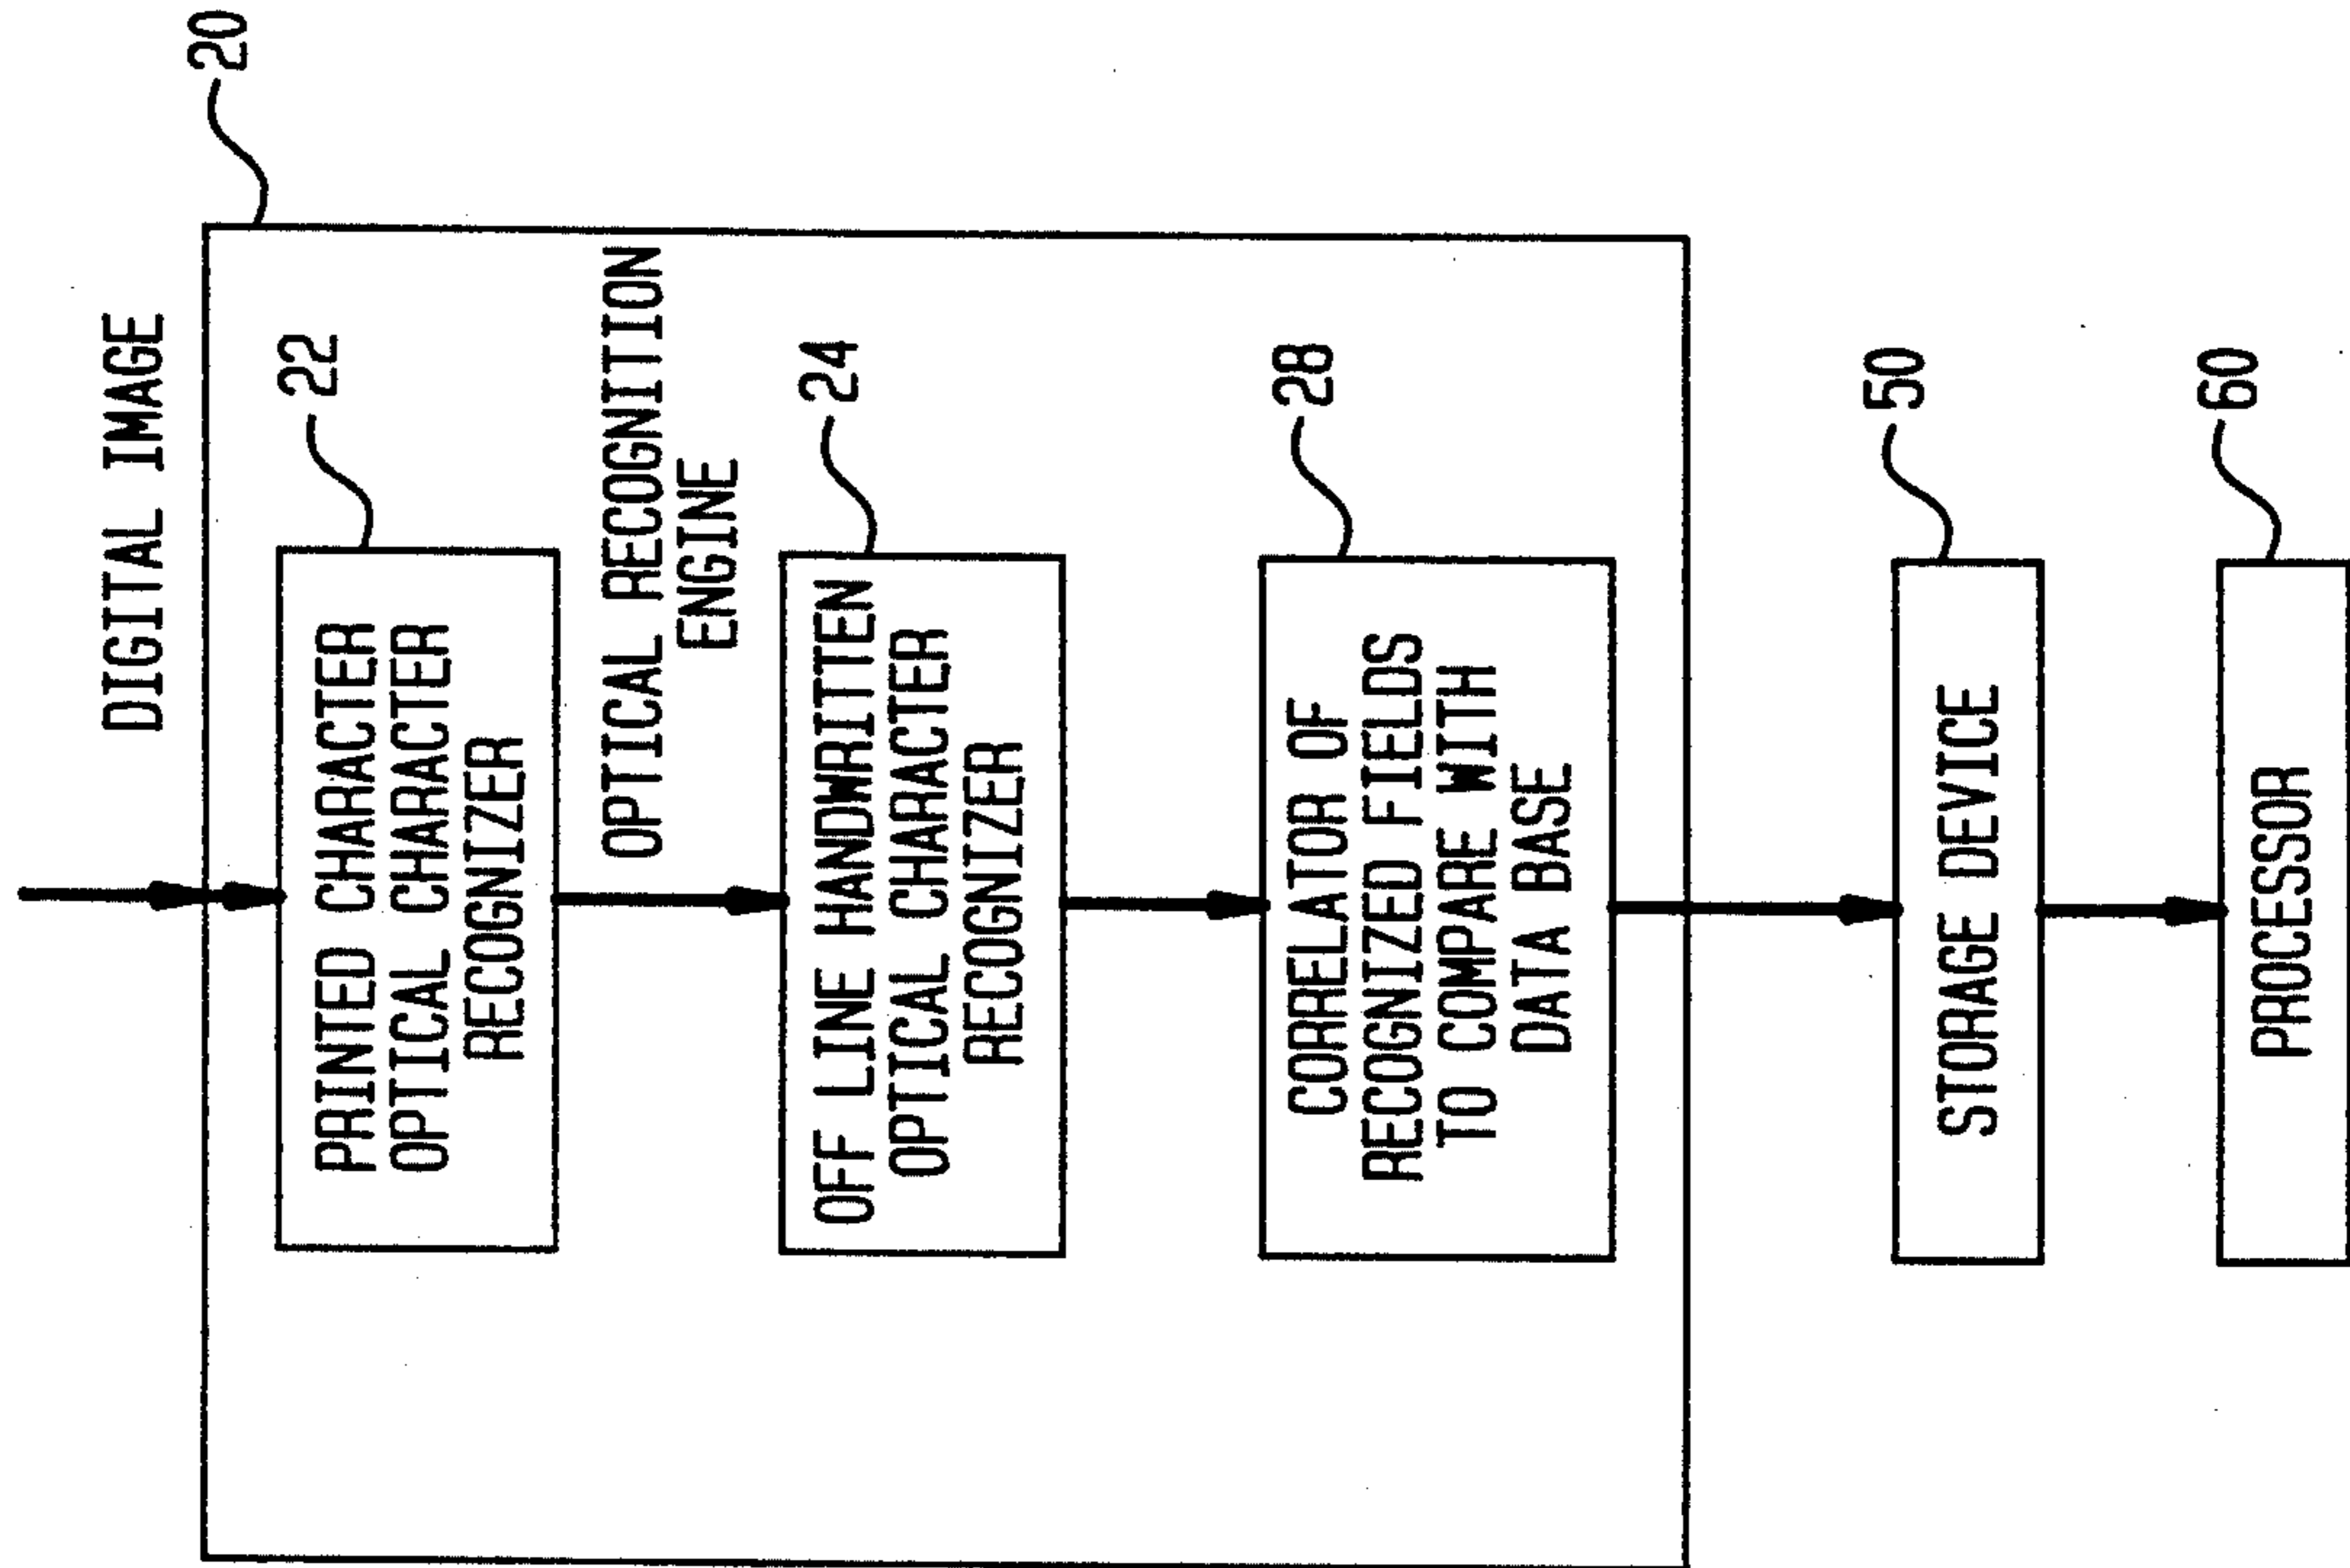 DIGITAL IMAGE
20
22
PRINTED CHARACTER
OPTICAL CHARACTER
RECOGNIZER
OPTICAL RECOGNITION
ENGINE
24
OFF LINE HANDWRITTEN
OPTICAL CHARACTER
RECOGNIZER
28
CORRELATOR OF
RECOGNIZED FIELDS
TO COMPARE WITH
DATA BASE
50
STORAGE DEVICE
60
PROCESSOR